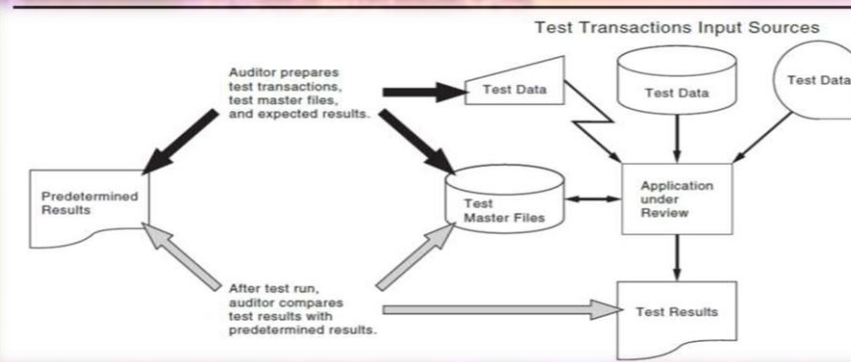 Test Transactions Input Sources
Auditor prepares
test transactions,
test master files,
and expected results.
Test Data
Test Data
Test Data
Predetermined
Results
Test
Master Files
Application
under
Review
After test run,
auditor compares
test results with
predetermined results.
Test Results